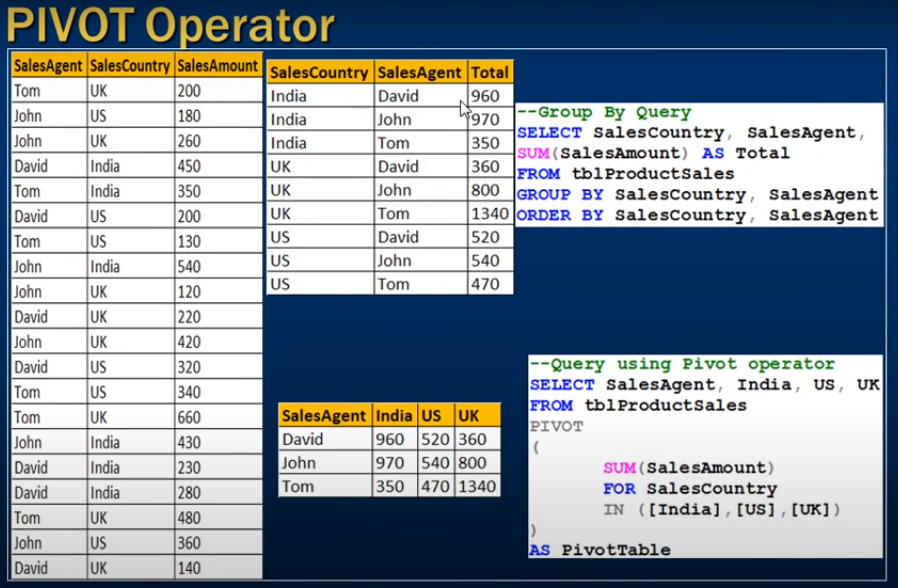 PIVOT Operator
SalesAgent SalesCountry SalesAmount
Tom UK 200
John US 180
John UK 260
David India 450
Tom India 350
David US 200
Tom US 130
John India 540
John UK 120
David UK 220
John UK 420
David US 320
Tom US 340
Tom UK 660
John India 430
David India 230
David India 280
Tom UK 480
John US 360
David UK 140
SalesCountry SalesAgent Total
India David 960
India John 970
India Tom 350
UK David 360
UK John 800
UK Tom 1340
US David 520
US John 540
US Tom 470
--Group By Query
SELECT SalesCountry, SalesAgent,
SUM(SalesAmount) AS Total
FROM tblProductSales
GROUP BY SalesCountry, SalesAgent
ORDER BY SalesCountry, SalesAgent
SalesAgent India US UK
David 960 520 360
John 970 540 800
Tom 350 470 1340
--Query using Pivot operator
SELECT SalesAgent, India, US, UK
FROM tblProductSales
PIVOT
(
SUM(SalesAmount)
FOR SalesCountry
IN ([India],[US],[UK])
)
AS PivotTable